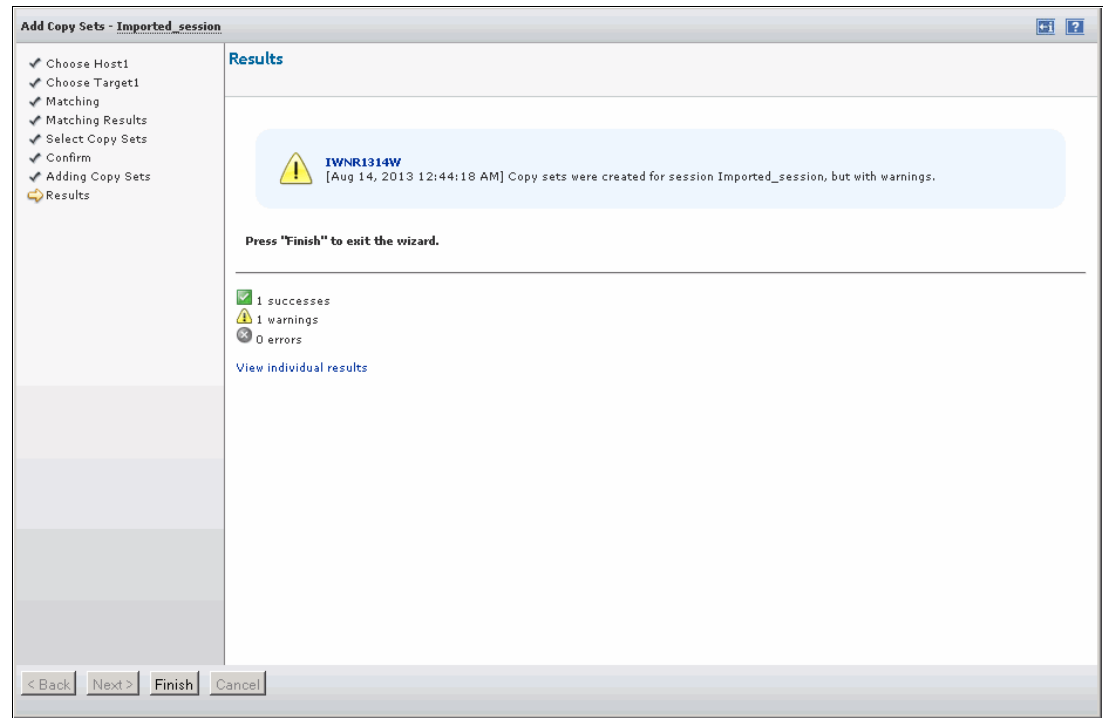 Add Copy Sets - Imported_session
?
Choose Host1
Choose Target1
Matching
Matching Results
Select Copy Sets
Confirm
Adding Copy Sets
Results
Results
IWNR1314W
[Aug 14, 2013 12:44:18 AM] Copy sets were created for session Imported_session, but with warnings.
Press "Finish" to exit the wizard.
1 successes
1 warnings
0 errors
View individual results
< Back Next > Finish Cancel